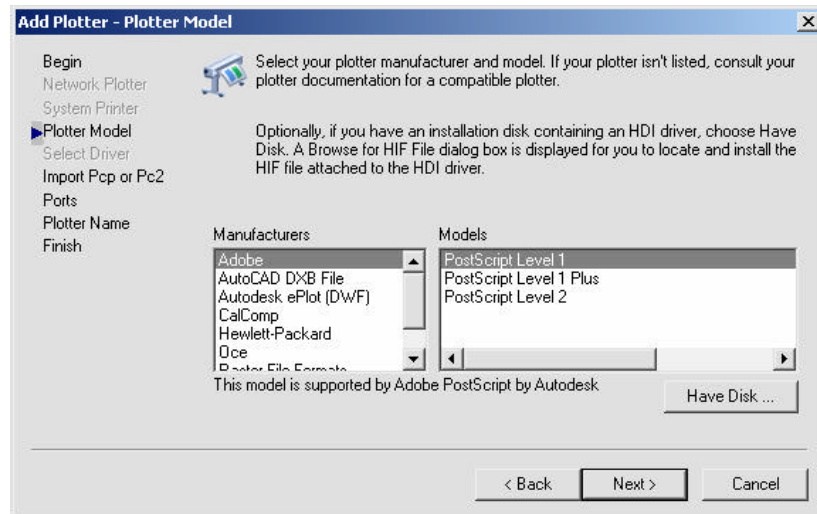 Add Plotter - Plotter Model
Begin
Network Plotter
System Printer
Plotter Model
Select Driver
Import Pcp or Pc2
Ports
Plotter Name
Finish
Select your plotter manufacturer and model. If your plotter isn't listed, consult your
plotter documentation for a compatible plotter.
Optionally, if you have an installation disk containing an HDI driver, choose Have
Disk. A Browse for HIF File dialog box is displayed for you to locate and install the
HIF file attached to the HDI driver.
Manufacturers
Adobe
AutoCAD DXB File
Autodesk ePlot (DWF)
CalComp
Hewlett-Packard
Oce
Raster File Formats
Models
PostScript Level 1
PostScript Level 1 Plus
PostScript Level 2
This model is supported by Adobe PostScript by Autodesk
Have Disk ...
< Back
Next >
Cancel